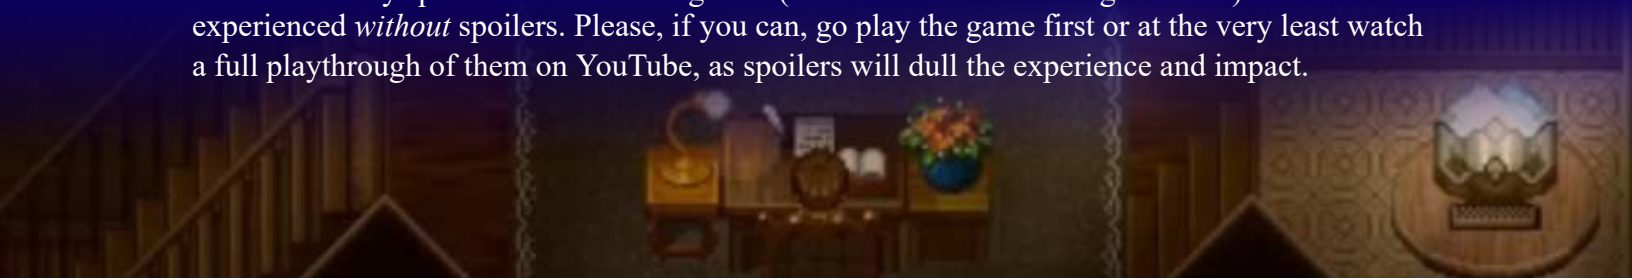 experienced without spoilers. Please, if you can, go play the game first or at the very least watch
a full playthrough of them on YouTube, as spoilers will dull the experience and impact.